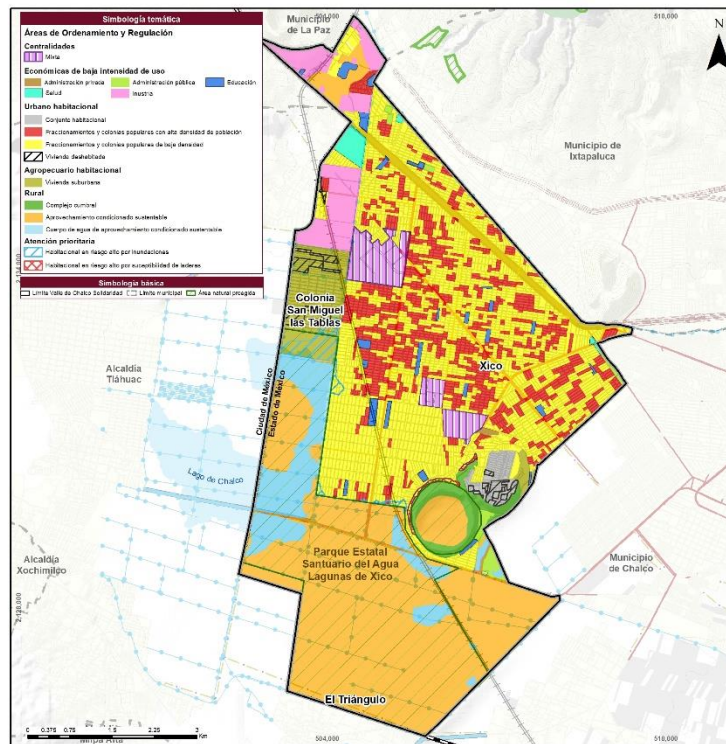 Simbología temática
Áreas de Ordenamiento y Regulación
Centralidades
Mixta
Económicas de baja intensidad de uso
Administración privada
Administración pública
Educación
Salud
Inustria
Urbano habitacional
Conjunto habitacional
Fraccionamientos y colonias populares con alta densidad de población
Fraccionamientos y colonias populares de baja densidad
Vivienda deshabitada
Agropecuario habitacional
Vivienda suburbana
Rural
Complejo cumbral
Aprovechamiento condicionado sustentable
Cuerpo de agua de aprovechamiento condicionado sustentable
Atención prioritaria
Habitacional en riesgo alto por inundaciones
Habitacional en riesgo alto por suceptibilidad de laderas
Simbología básica
Límite Valle de Chalco Solidaridad
Límite municipal
Área natural protegida
Municipio
de La Paz
518,000
N
Municipio de
Ixtapaluca
Colonia
San Miguel
las Tablas
Xico
Alcaldía
Tláhuac
Ciudad de México
Estado de México
Lago de Chalco
Parque Estatal
Santuario del Agua
Lagunas de Xico
Alcaldía
Xochimilco
Municipio
de Chalco
2,128,000
El Triángulo
0 0.375 0.75 1.5 2.25 3
Km
Milpa Alta
504,000
518,000